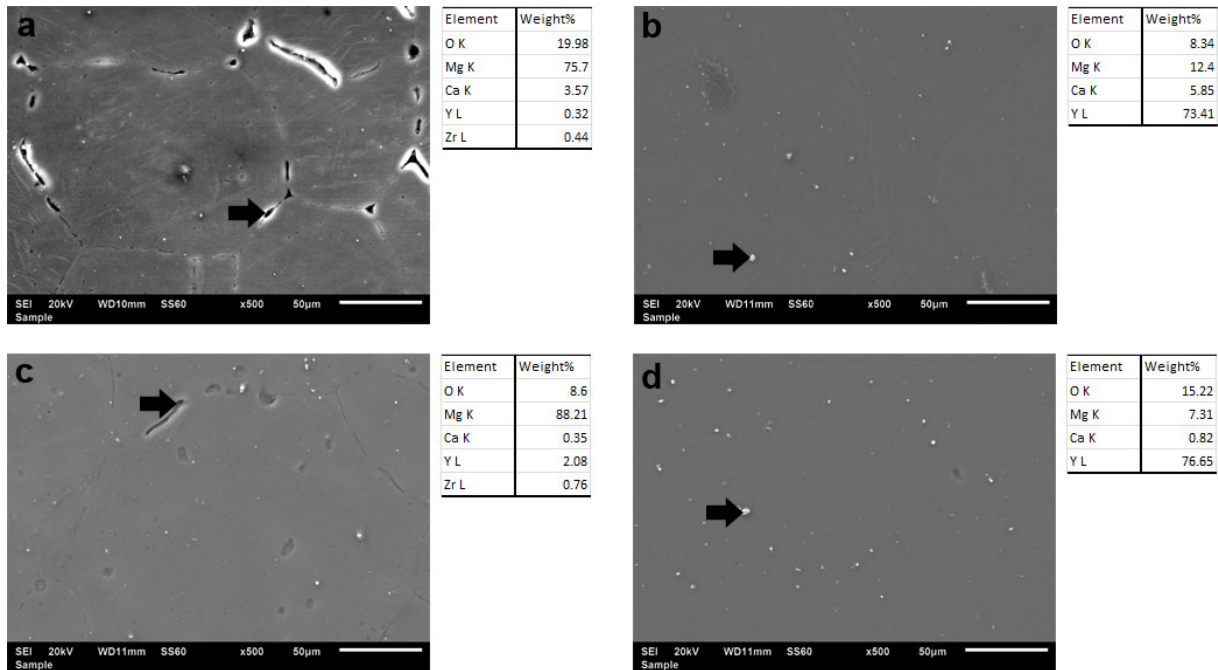 a
Element Weight%
O K 19.98
Mg K 75.7
Ca K 3.57
Y L 0.32
Zr L 0.44
SEI 20kV WD10mm SS60 x500 50µm
Sample
b
Element Weight%
O K 8.34
Mg K 12.4
Ca K 5.85
Y L 73.41
SEI 20kV WD11mm SS60 x500 50µm
Sample
c
Element Weight%
O K 8.6
Mg K 88.21
Ca K 0.35
Y L 2.08
Zr L 0.76
SEI 20kV WD11mm SS60 x500 50µm
Sample
d
Element Weight%
O K 15.22
Mg K 7.31
Ca K 0.82
Y L 76.65
SEI 20kV WD11mm SS60 x500 50µm
Sample